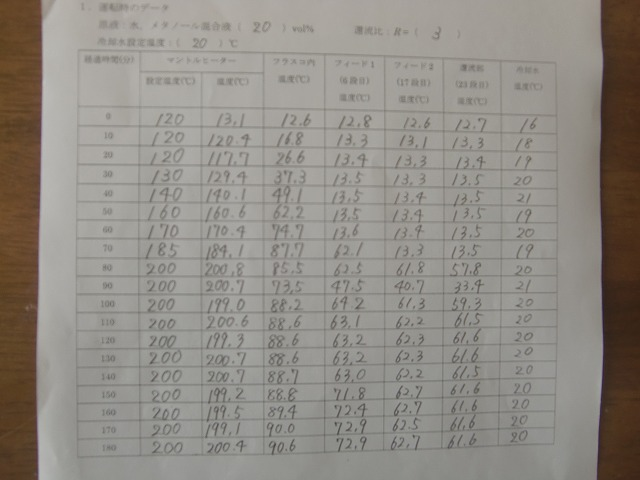 1. 運転時のデータ
原液：水、メタノール混合液（ 20 ）vol%　還流比：R=（ 3 ）
冷却水設定温度：（ 20 ）℃
経過時間(分) マントルヒーター フラスコ内 フィード1 フィード2 還流部 冷却水
設定温度(℃) 温度(℃) 温度(℃) (6段目) (17段目) (23段目) 温度(℃)
温度(℃) 温度(℃) 温度(℃)
0 120 13.1 12.6 12.8 12.6 12.7 16
10 120 120.4 16.8 13.3 13.1 13.3 18
20 120 117.7 26.6 13.4 13.3 13.4 19
30 130 129.4 37.3 13.5 13.3 13.5 20
40 140 140.1 49.1 13.5 13.4 13.5 21
50 160 160.6 62.2 13.5 13.4 13.5 19
60 170 170.4 74.7 13.6 13.4 13.5 20
70 185 184.1 87.7 62.1 13.3 13.5 19
80 200 200.8 85.5 62.5 61.8 57.8 20
90 200 200.7 73.5 47.5 40.7 33.4 21
100 200 199.0 88.2 64.2 61.3 59.3 20
110 200 200.6 88.6 63.1 62.2 61.5 20
120 200 199.3 88.6 63.2 62.3 61.6 20
130 200 200.7 88.6 63.2 62.3 61.6 20
140 200 200.7 88.7 63.0 62.2 61.5 20
150 200 199.2 88.8 71.8 62.7 61.6 20
160 200 199.5 89.4 72.4 62.7 61.6 20
170 200 199.1 90.0 72.9 62.5 61.6 20
180 200 200.4 90.6 72.9 62.7 61.6 20